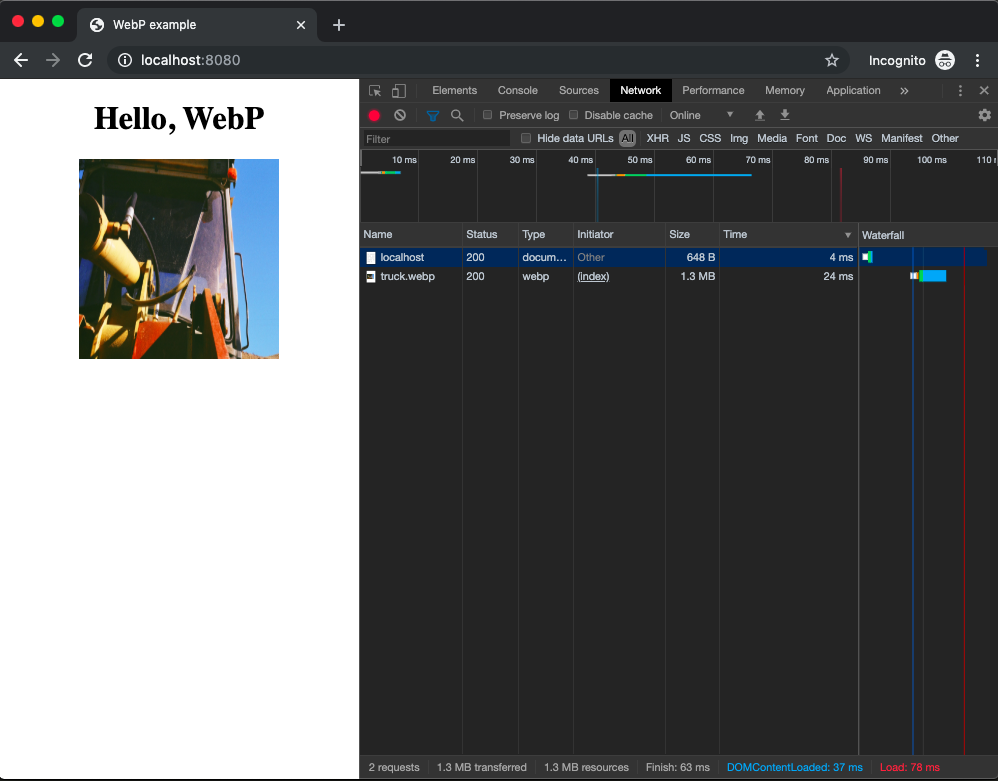 WebP example
localhost:8080
Incognito
Hello, WebP
Elements Console Sources Network Performance Memory Application »
Preserve log Disable cache Online
Filter Hide data URLs All XHR JS CSS Img Media Font Doc WS Manifest Other
10 ms 20 ms 30 ms 40 ms 50 ms 60 ms 70 ms 80 ms 90 ms 100 ms 110
Name Status Type Initiator Size Time Waterfall
localhost 200 docum... Other 648 B 4 ms
truck.webp 200 webp (index) 1.3 MB 24 ms
2 requests 1.3 MB transferred 1.3 MB resources Finish: 63 ms DOMContentLoaded: 37 ms Load: 78 ms